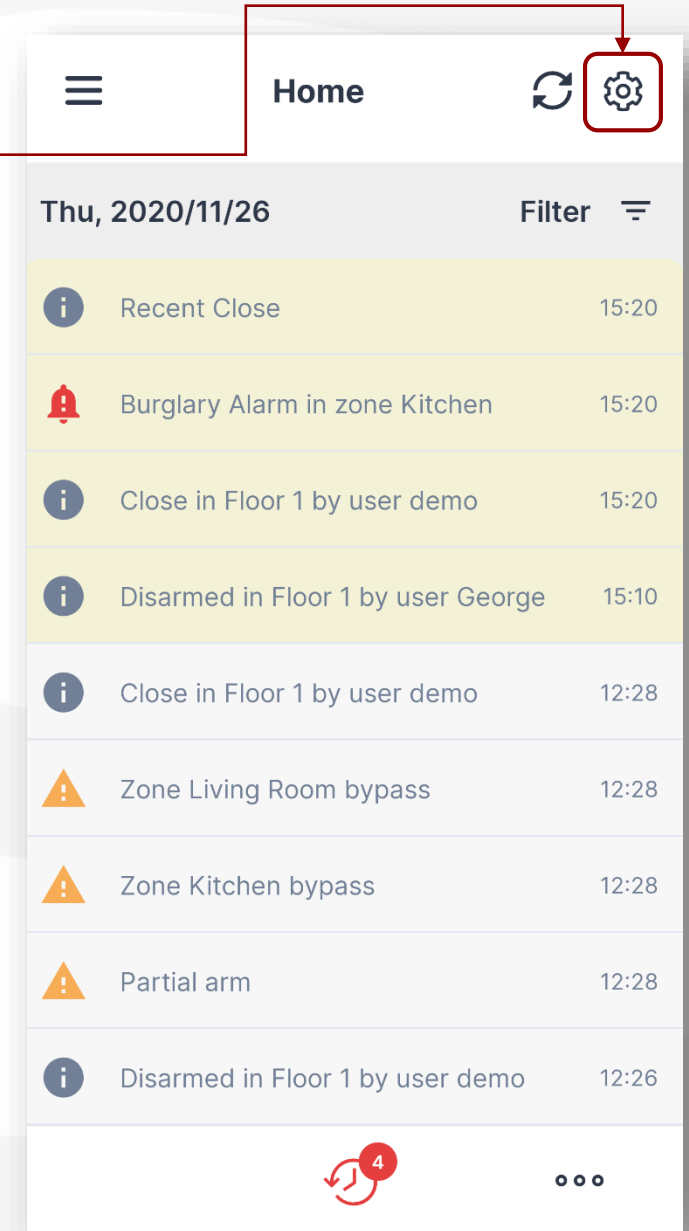 Home
Thu, 2020/11/26 Filter
Recent Close 15:20
Burglary Alarm in zone Kitchen 15:20
Close in Floor 1 by user demo 15:20
Disarmed in Floor 1 by user George 15:10
Close in Floor 1 by user demo 12:28
Zone Living Room bypass 12:28
Zone Kitchen bypass 12:28
Partial arm 12:28
Disarmed in Floor 1 by user demo 12:26
4